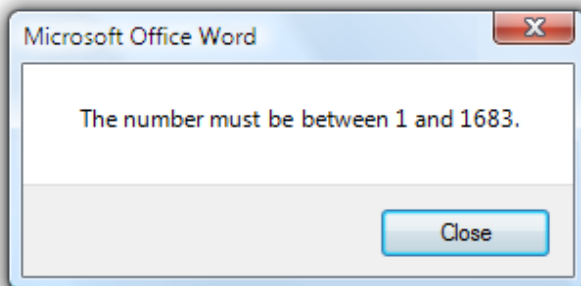 Microsoft Office Word
The number must be between 1 and 1683.
Close